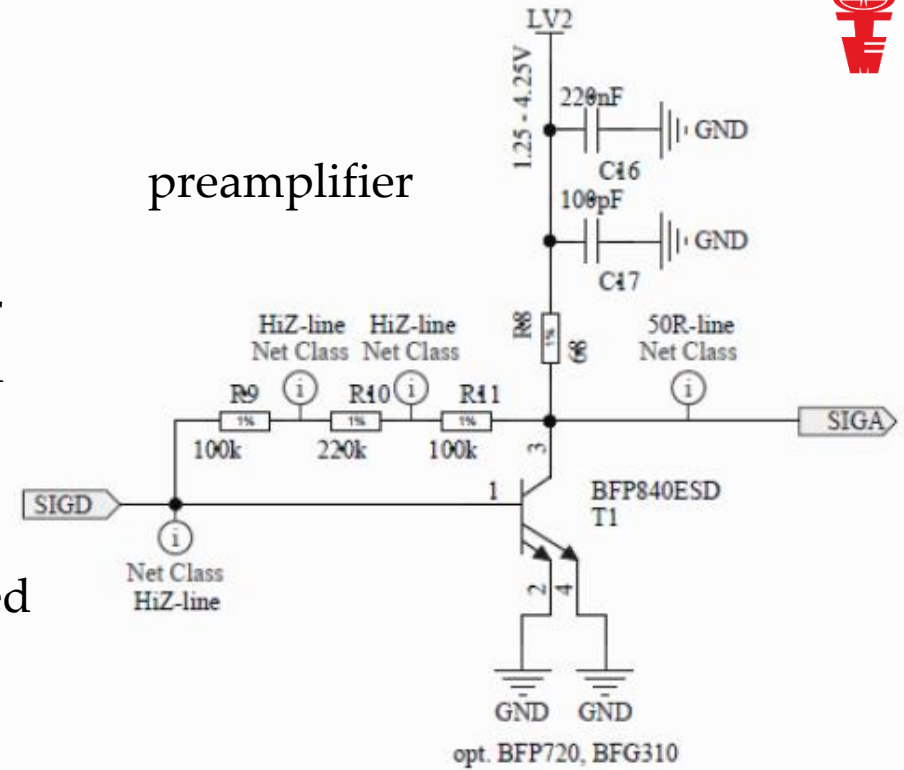 LV2
1.25 - 4.25V
220nF
GND
C16
preamplifier
100pF
GND
C17
R8
1%
68
HiZ-line HiZ-line
Net Class Net Class
50R-line
Net Class
i
i
i
R9
R10
R11
1%
1%
1%
SIGA
100k
220k
100k
3
SIGD
1
BFP840ESD
T1
i
Net Class
HiZ-line
ed
2
4
GND
GND
opt. BFP720, BFG310